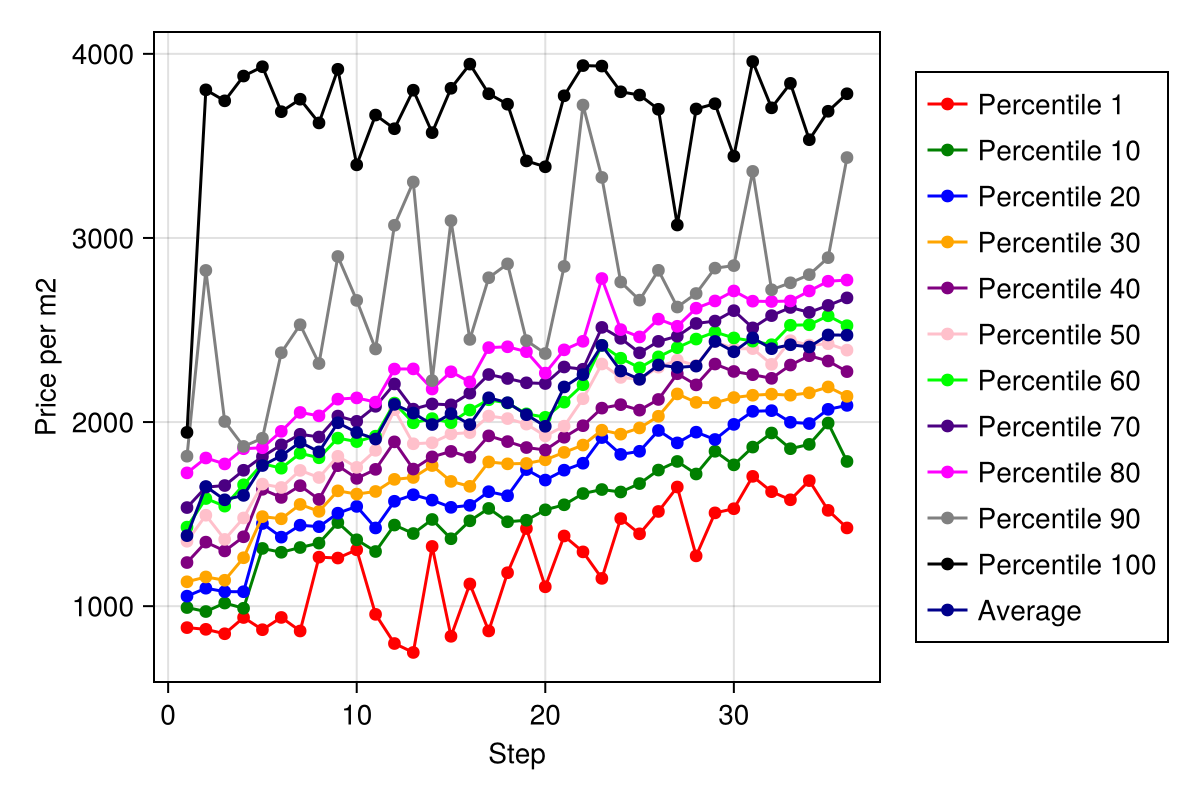 4000
3000
2000
1000
Price per m2
0 10 20 30
Step
Percentile 1
Percentile 10
Percentile 20
Percentile 30
Percentile 40
Percentile 50
Percentile 60
Percentile 70
Percentile 80
Percentile 90
Percentile 100
Average